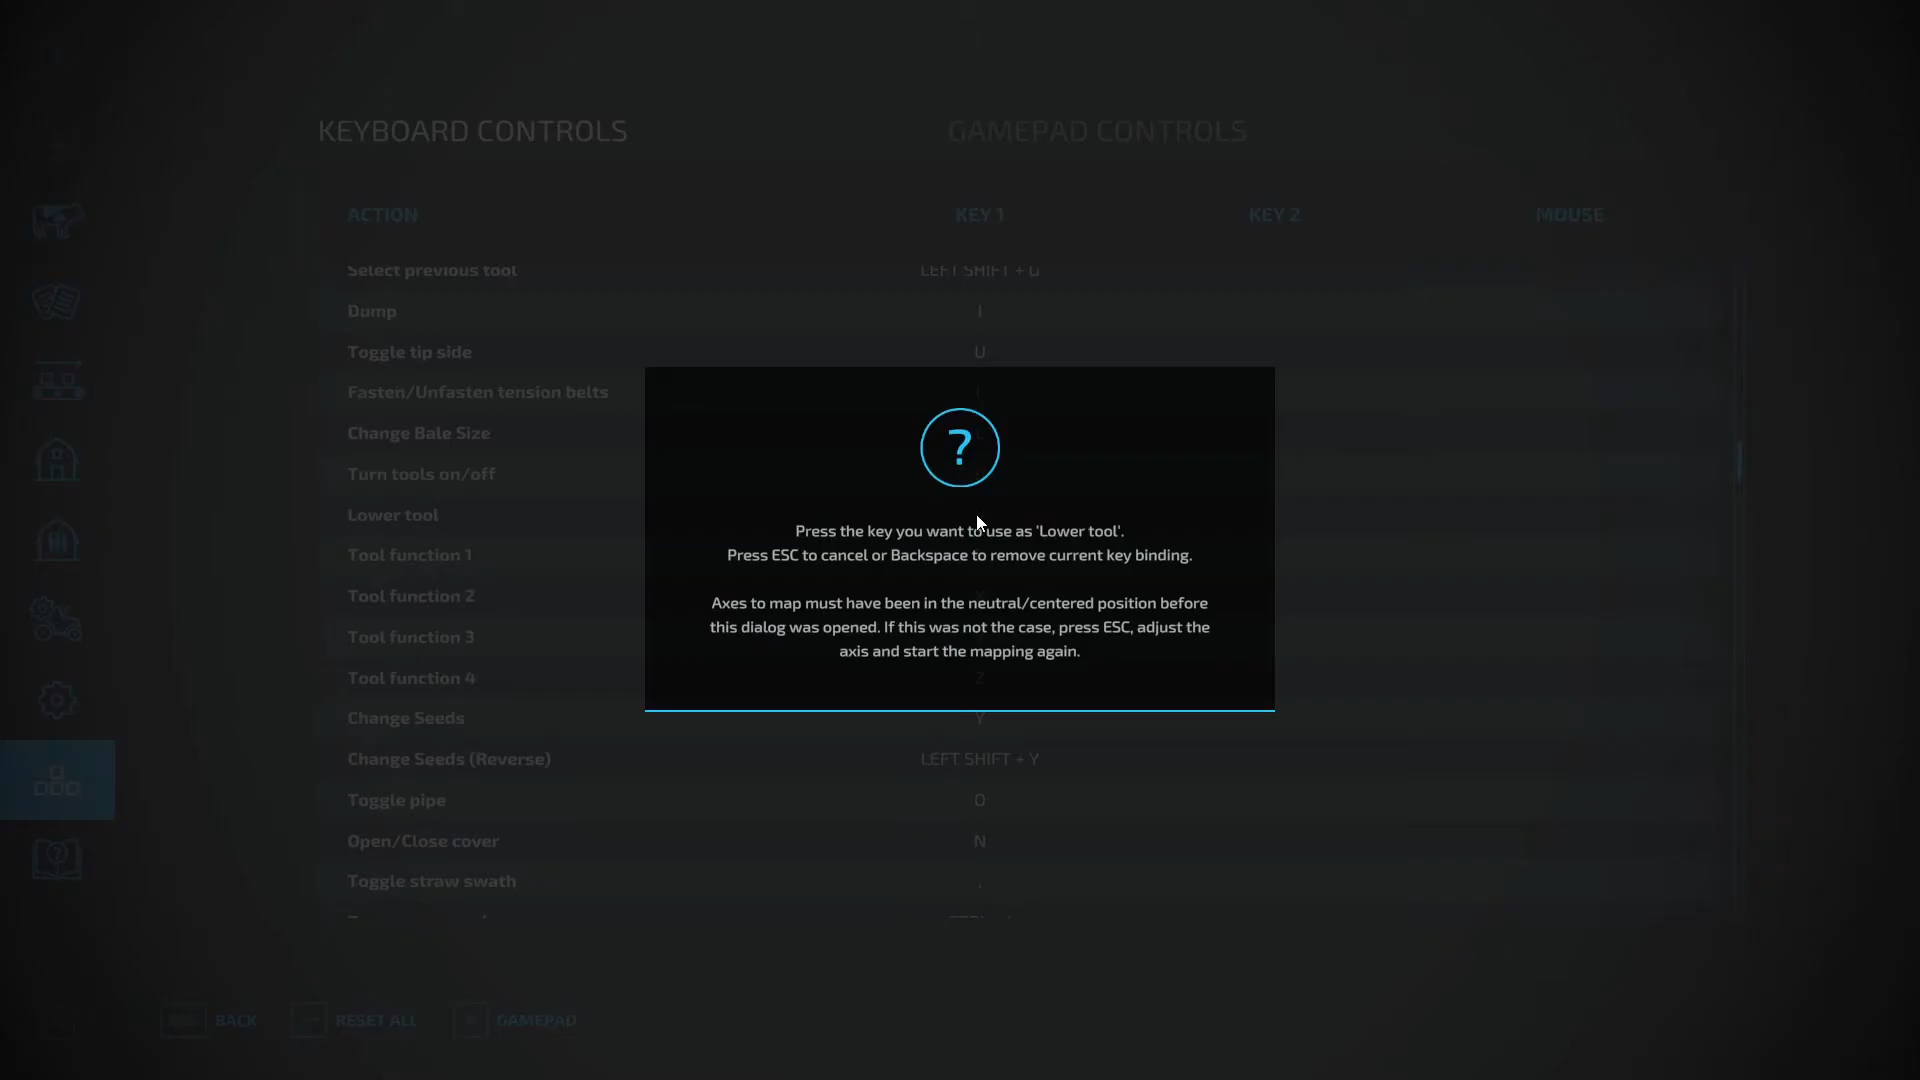 KEYBOARD CONTROLS
GAMEPAD CONTROLS
ACTION KEY 1 KEY 2 MOUSE
Select previous tool LEFT SHIFT + G
Dump I
Toggle tip side U
Fasten/Unfasten tension belts
Change Bale Size
Turn tools on/off
Lower tool
Tool function 1
Tool function 2
Tool function 3
Tool function 4 Z
Change Seeds Y
Change Seeds (Reverse) LEFT SHIFT + Y
Toggle pipe O
Open/Close cover N
Toggle straw swath
?
Press the key you want to use as 'Lower tool'.
Press ESC to cancel or Backspace to remove current key binding.
Axes to map must have been in the neutral/centered position before
this dialog was opened. If this was not the case, press ESC, adjust the
axis and start the mapping again.
BACK RESET ALL GAMEPAD